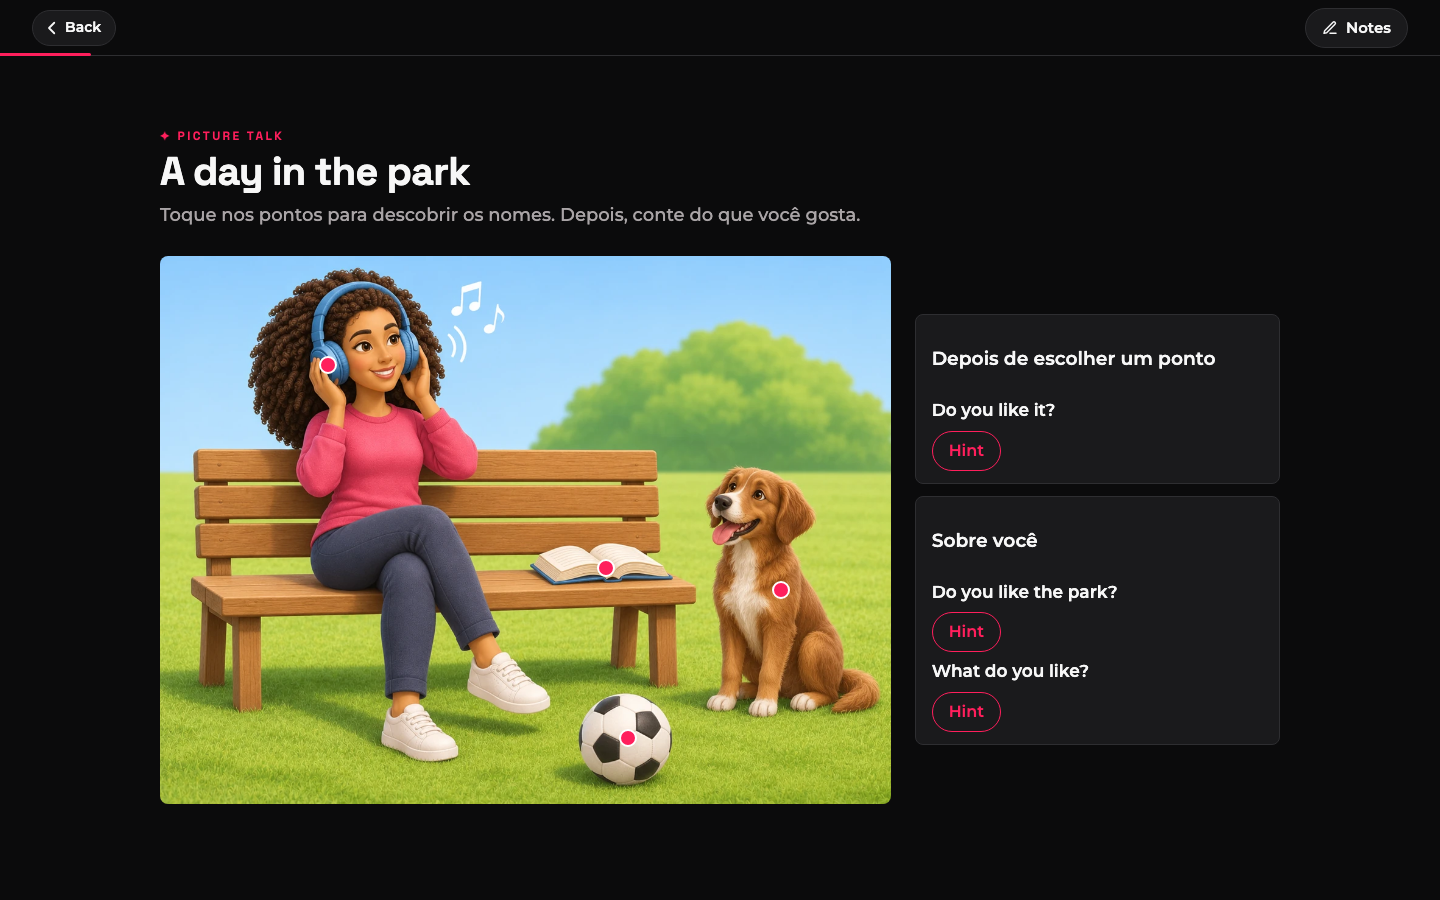 Back
Notes
PICTURE TALK
A day in the park
Toque nos pontos para descobrir os nomes. Depois, conte do que você gosta.
Depois de escolher um ponto
Do you like it?
Hint
Sobre você
Do you like the park?
Hint
What do you like?
Hint